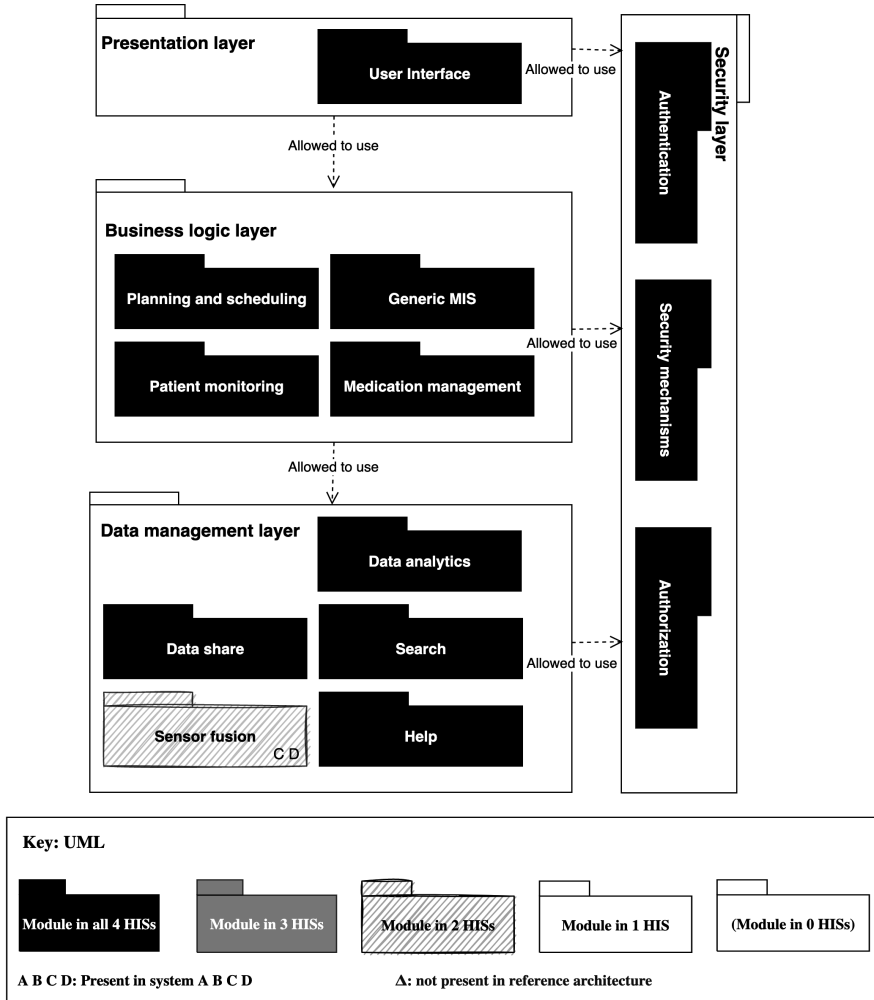 Presentation layer
User Interface
Allowed to use
Allowed to use
Security layer
Authentication
Security mechanisms
Authorization
Business logic layer
Planning and scheduling
Generic MIS
Patient monitoring
Medication management
Allowed to use
Allowed to use
Data management layer
Data analytics
Data share
Search
Allowed to use
Sensor fusion
C D
Help
Key: UML
Module in all 4 HISs
Module in 3 HISs
Module in 2 HISs
Module in 1 HIS
(Module in 0 HISs)
A B C D: Present in system A B C D
Δ: not present in reference architecture